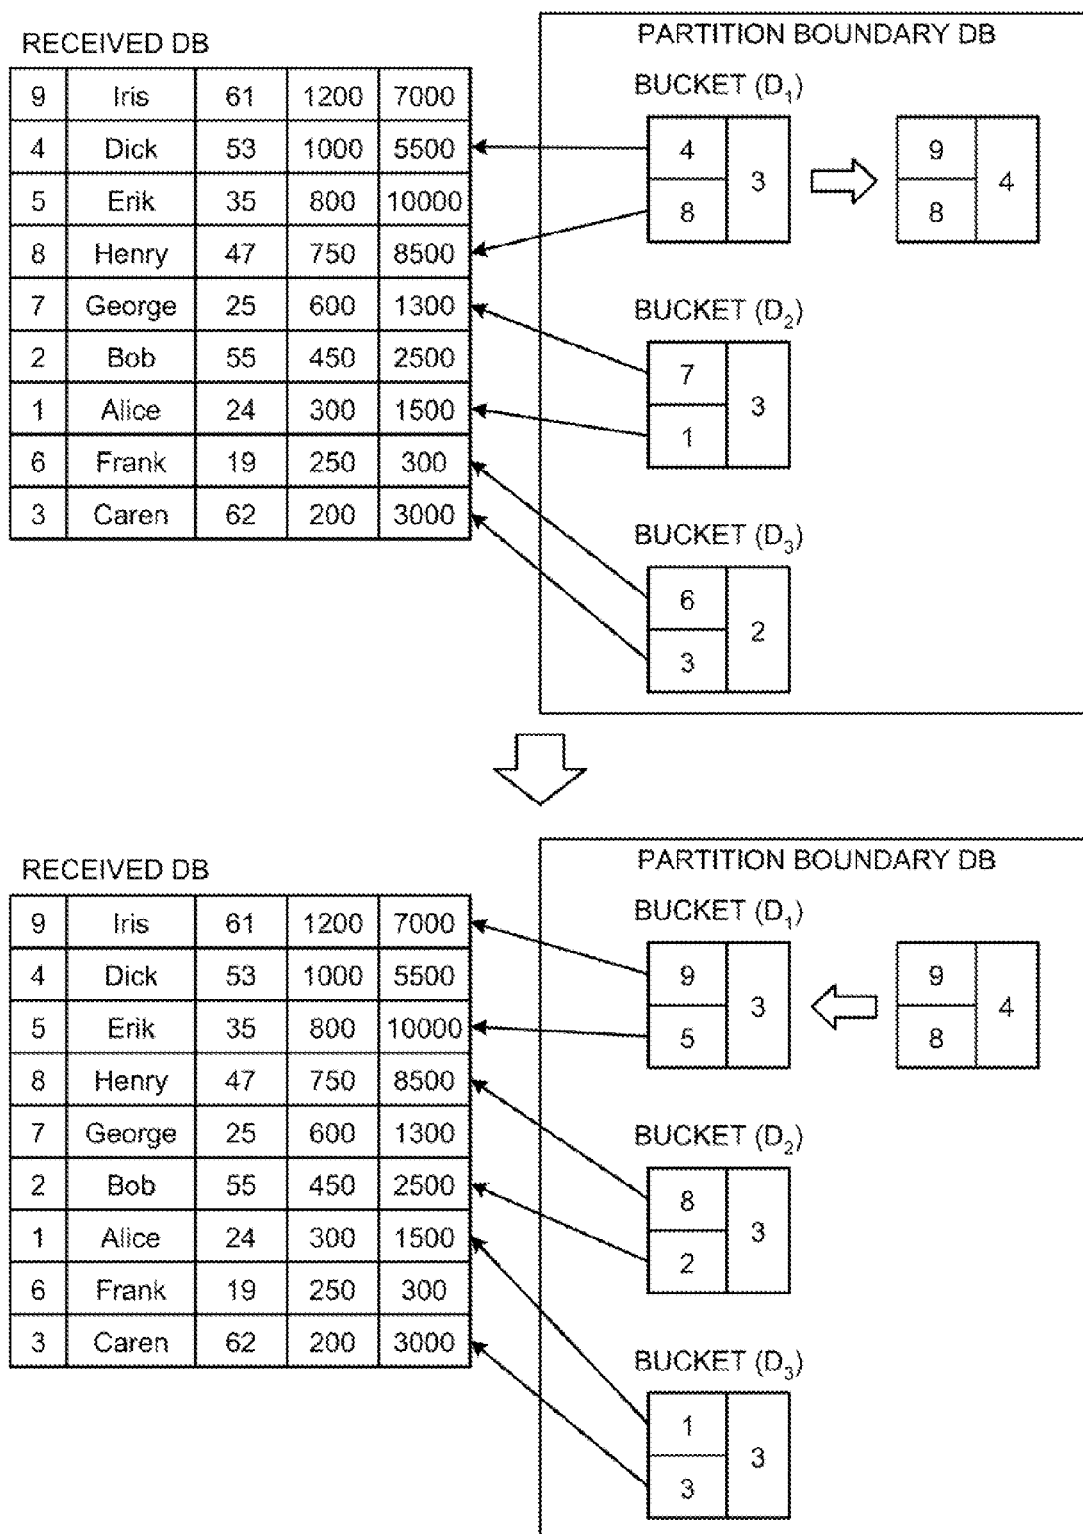 RECEIVED DB
9 Iris 61 1200 7000
4 Dick 53 1000 5500
5 Erik 35 800 10000
8 Henry 47 750 8500
7 George 25 600 1300
2 Bob 55 450 2500
1 Alice 24 300 1500
6 Frank 19 250 300
3 Caren 62 200 3000
PARTITION BOUNDARY DB
BUCKET (D₁)
4 8 3
9 8 4
BUCKET (D₂)
7 1 3
BUCKET (D₃)
6 3 2
RECEIVED DB
9 Iris 61 1200 7000
4 Dick 53 1000 5500
5 Erik 35 800 10000
8 Henry 47 750 8500
7 George 25 600 1300
2 Bob 55 450 2500
1 Alice 24 300 1500
6 Frank 19 250 300
3 Caren 62 200 3000
PARTITION BOUNDARY DB
BUCKET (D₁)
9 5 3
9 8 4
BUCKET (D₂)
8 2 3
BUCKET (D₃)
1 3 3